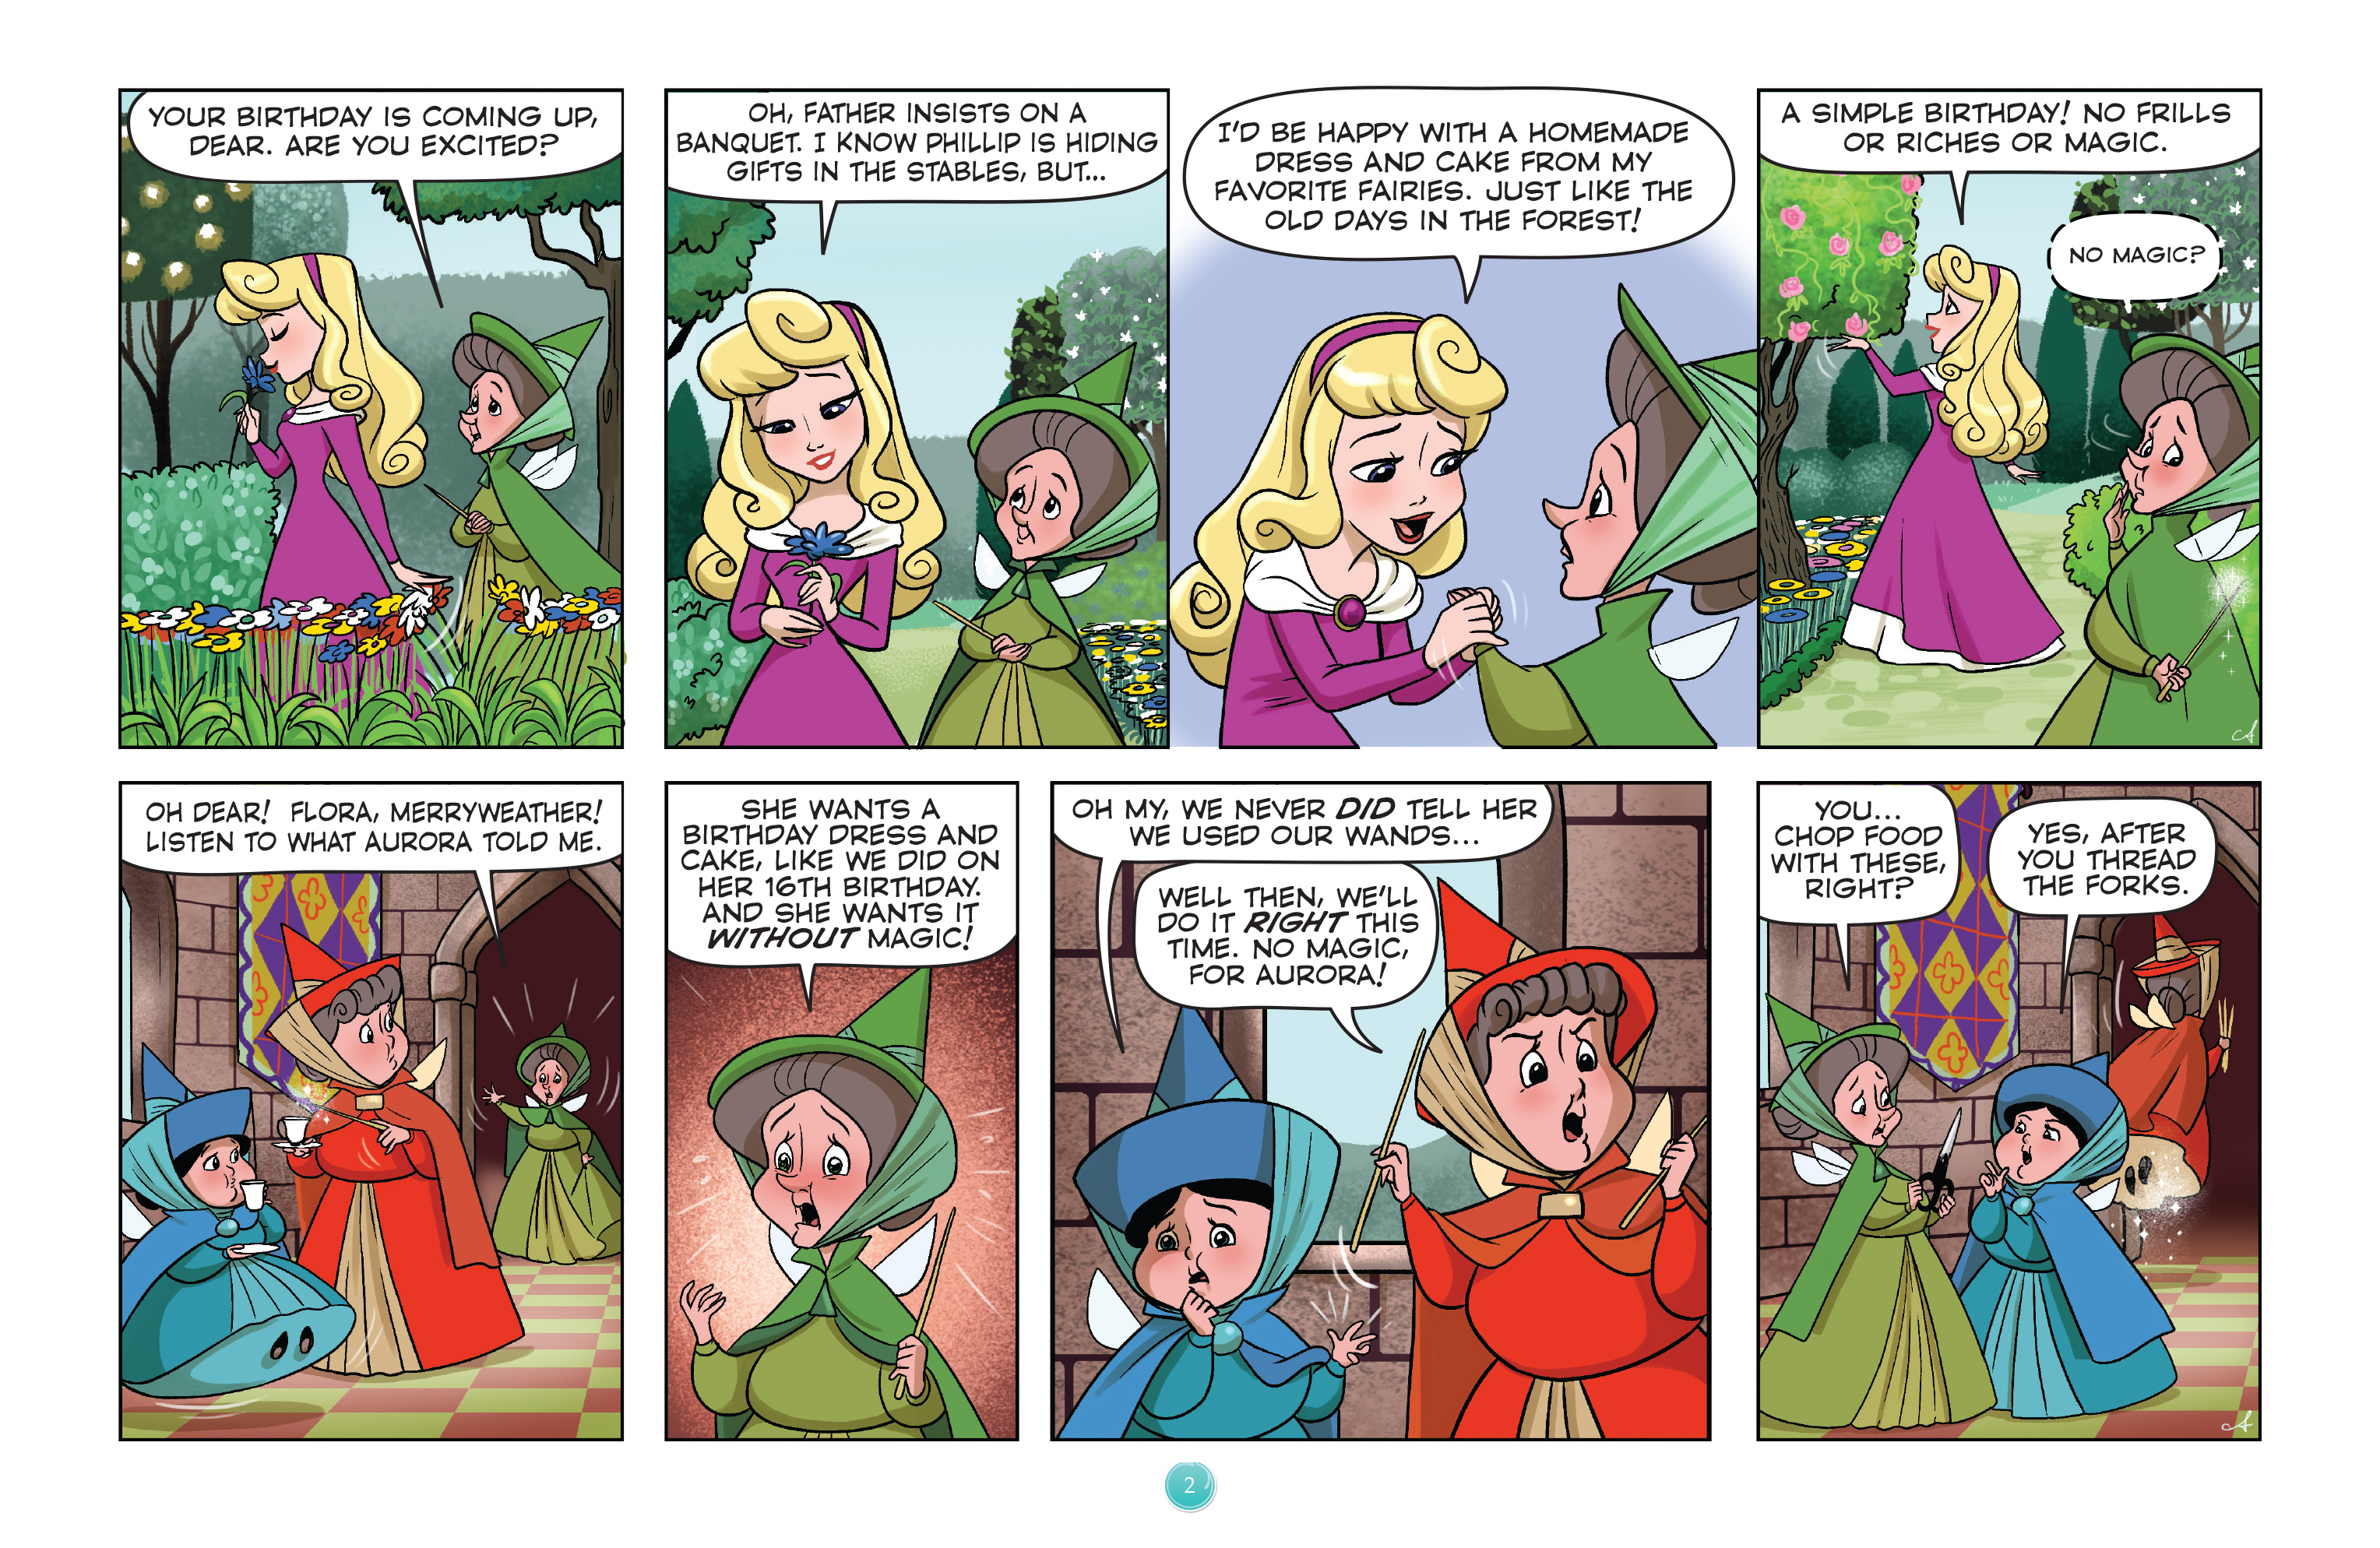 YOUR BIRTHDAY IS COMING UP,
DEAR. ARE YOU EXCITED?
OH, FATHER INSISTS ON A
BANQUET. I KNOW PHILLIP IS HIDING
GIFTS IN THE STABLES, BUT...
I'D BE HAPPY WITH A HOMEMADE
DRESS AND CAKE FROM MY
FAVORITE FAIRIES. JUST LIKE THE
OLD DAYS IN THE FOREST!
A SIMPLE BIRTHDAY! NO FRILLS
OR RICHES OR MAGIC.
NO MAGIC?
OH DEAR! FLORA, MERRYWEATHER!
LISTEN TO WHAT AURORA TOLD ME.
SHE WANTS A
BIRTHDAY DRESS AND
CAKE, LIKE WE DID ON
HER 16TH BIRTHDAY.
AND SHE WANTS IT
WITHOUT MAGIC!
OH MY, WE NEVER DID TELL HER
WE USED OUR WANDS...
WELL THEN, WE'LL
DO IT RIGHT THIS
TIME. NO MAGIC,
FOR AURORA!
YOU...
CHOP FOOD
WITH THESE,
RIGHT?
YES, AFTER
YOU THREAD
THE FORKS.
2